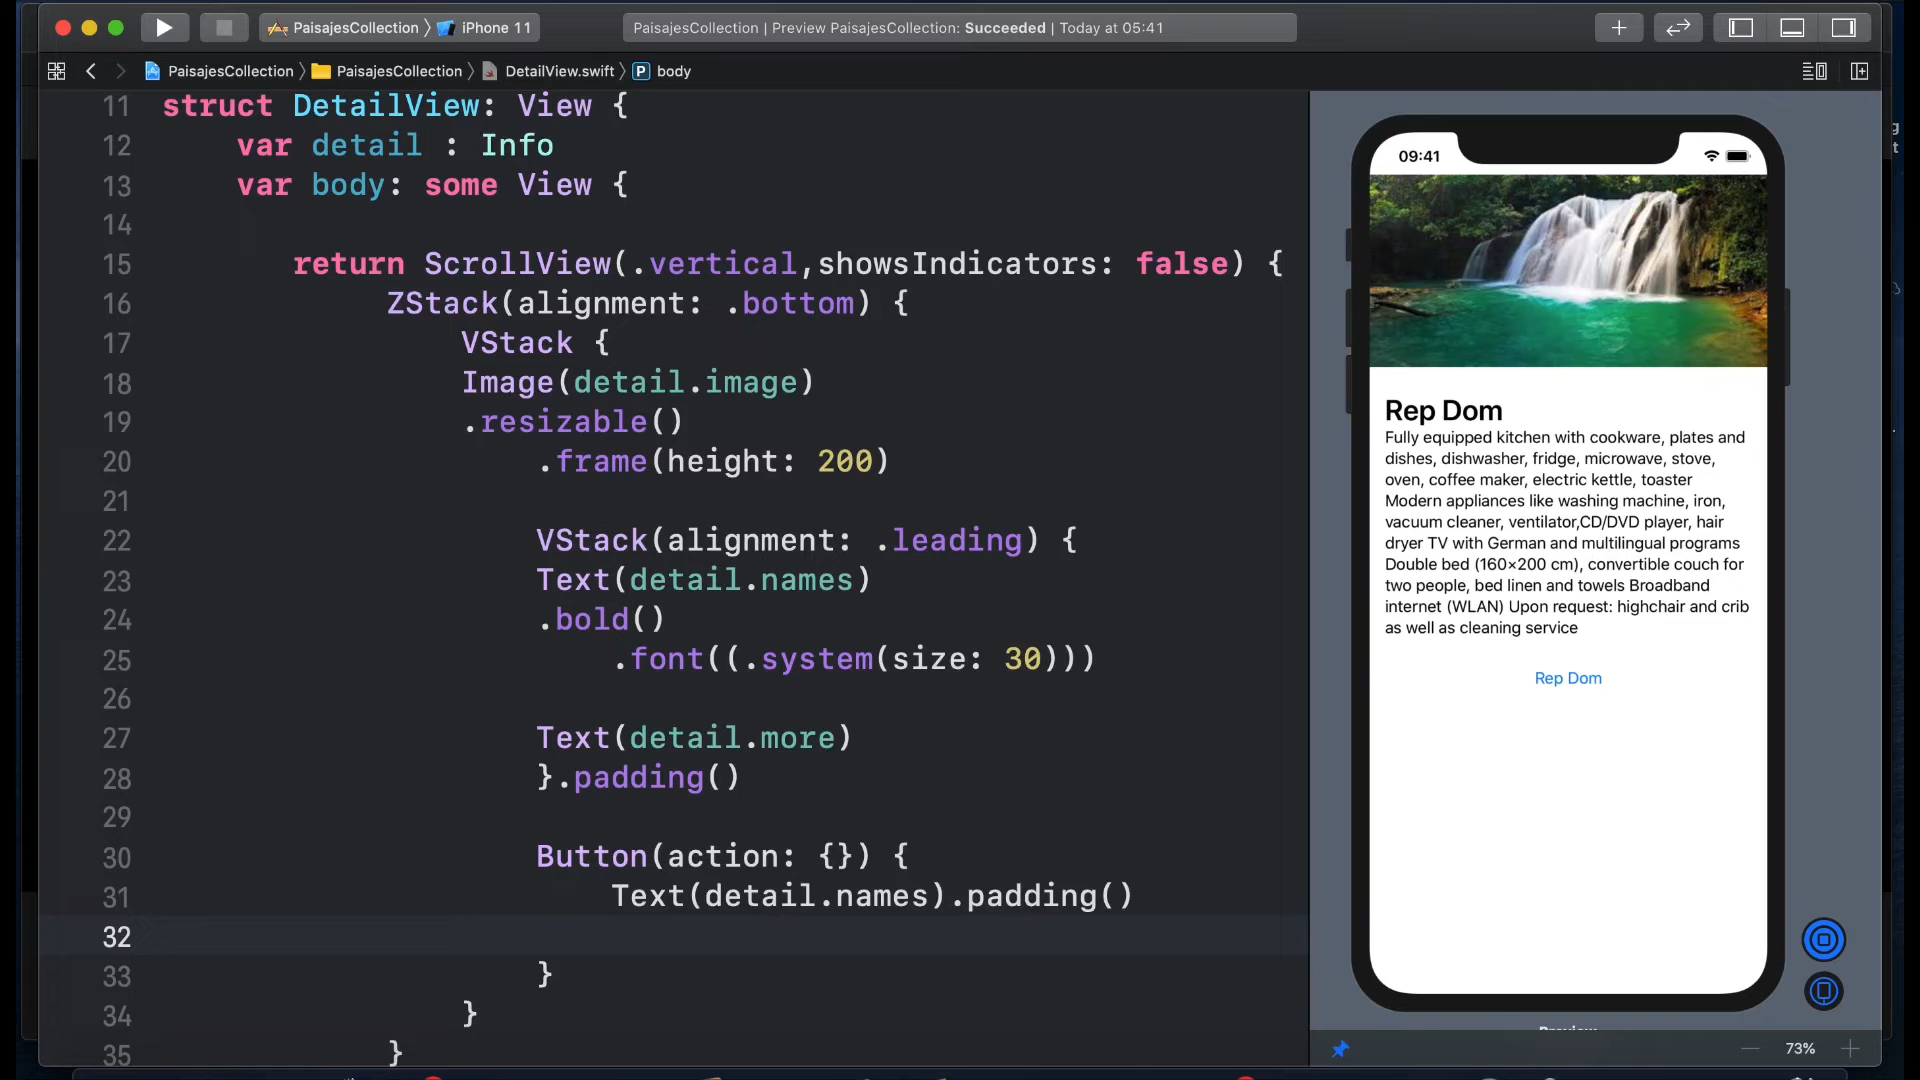 PaisajesCollection 〉 iPhone 11
PaisajesCollection | Preview PaisajesCollection: Succeeded | Today at 05:41
PaisajesCollection 〉 PaisajesCollection 〉 DetailView.swift 〉 P body
11 struct DetailView: View {
12 var detail : Info
13 var body: some View {
14
15 return ScrollView(.vertical,showsIndicators: false) {
16 ZStack(alignment: .bottom) {
17 VStack {
18 Image(detail.image)
19 .resizable()
20 .frame(height: 200)
21
22 VStack(alignment: .leading) {
23 Text(detail.names)
24 .bold()
25 .font((.system(size: 30)))
26
27 Text(detail.more)
28 }.padding()
29
30 Button(action: {}) {
31 Text(detail.names).padding()
32
33 }
34 }
35 }
09:41
Rep Dom
Fully equipped kitchen with cookware, plates and
dishes, dishwasher, fridge, microwave, stove,
oven, coffee maker, electric kettle, toaster
Modern appliances like washing machine, iron,
vacuum cleaner, ventilator,CD/DVD player, hair
dryer TV with German and multilingual programs
Double bed (160×200 cm), convertible couch for
two people, bed linen and towels Broadband
internet (WLAN) Upon request: highchair and crib
as well as cleaning service
Rep Dom
Preview
73%